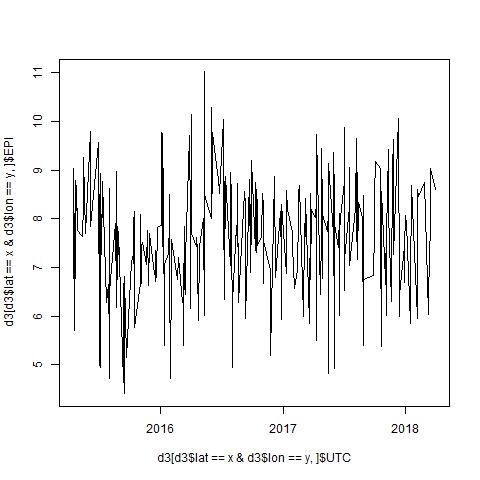 11
10
9
8
7
6
5
d3[d3$lat == x & d3$lon == y, ]$EPI
2016 2017 2018
d3[d3$lat == x & d3$lon == y, ]$UTC